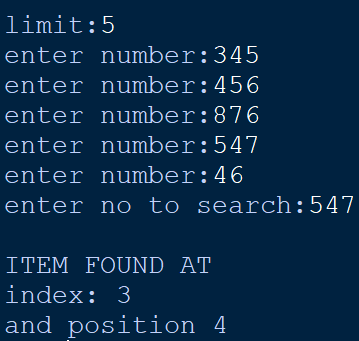 limit:5
enter number:345
enter number:456
enter number:876
enter number:547
enter number:46
enter no to search:547
ITEM FOUND AT
index: 3
and position 4